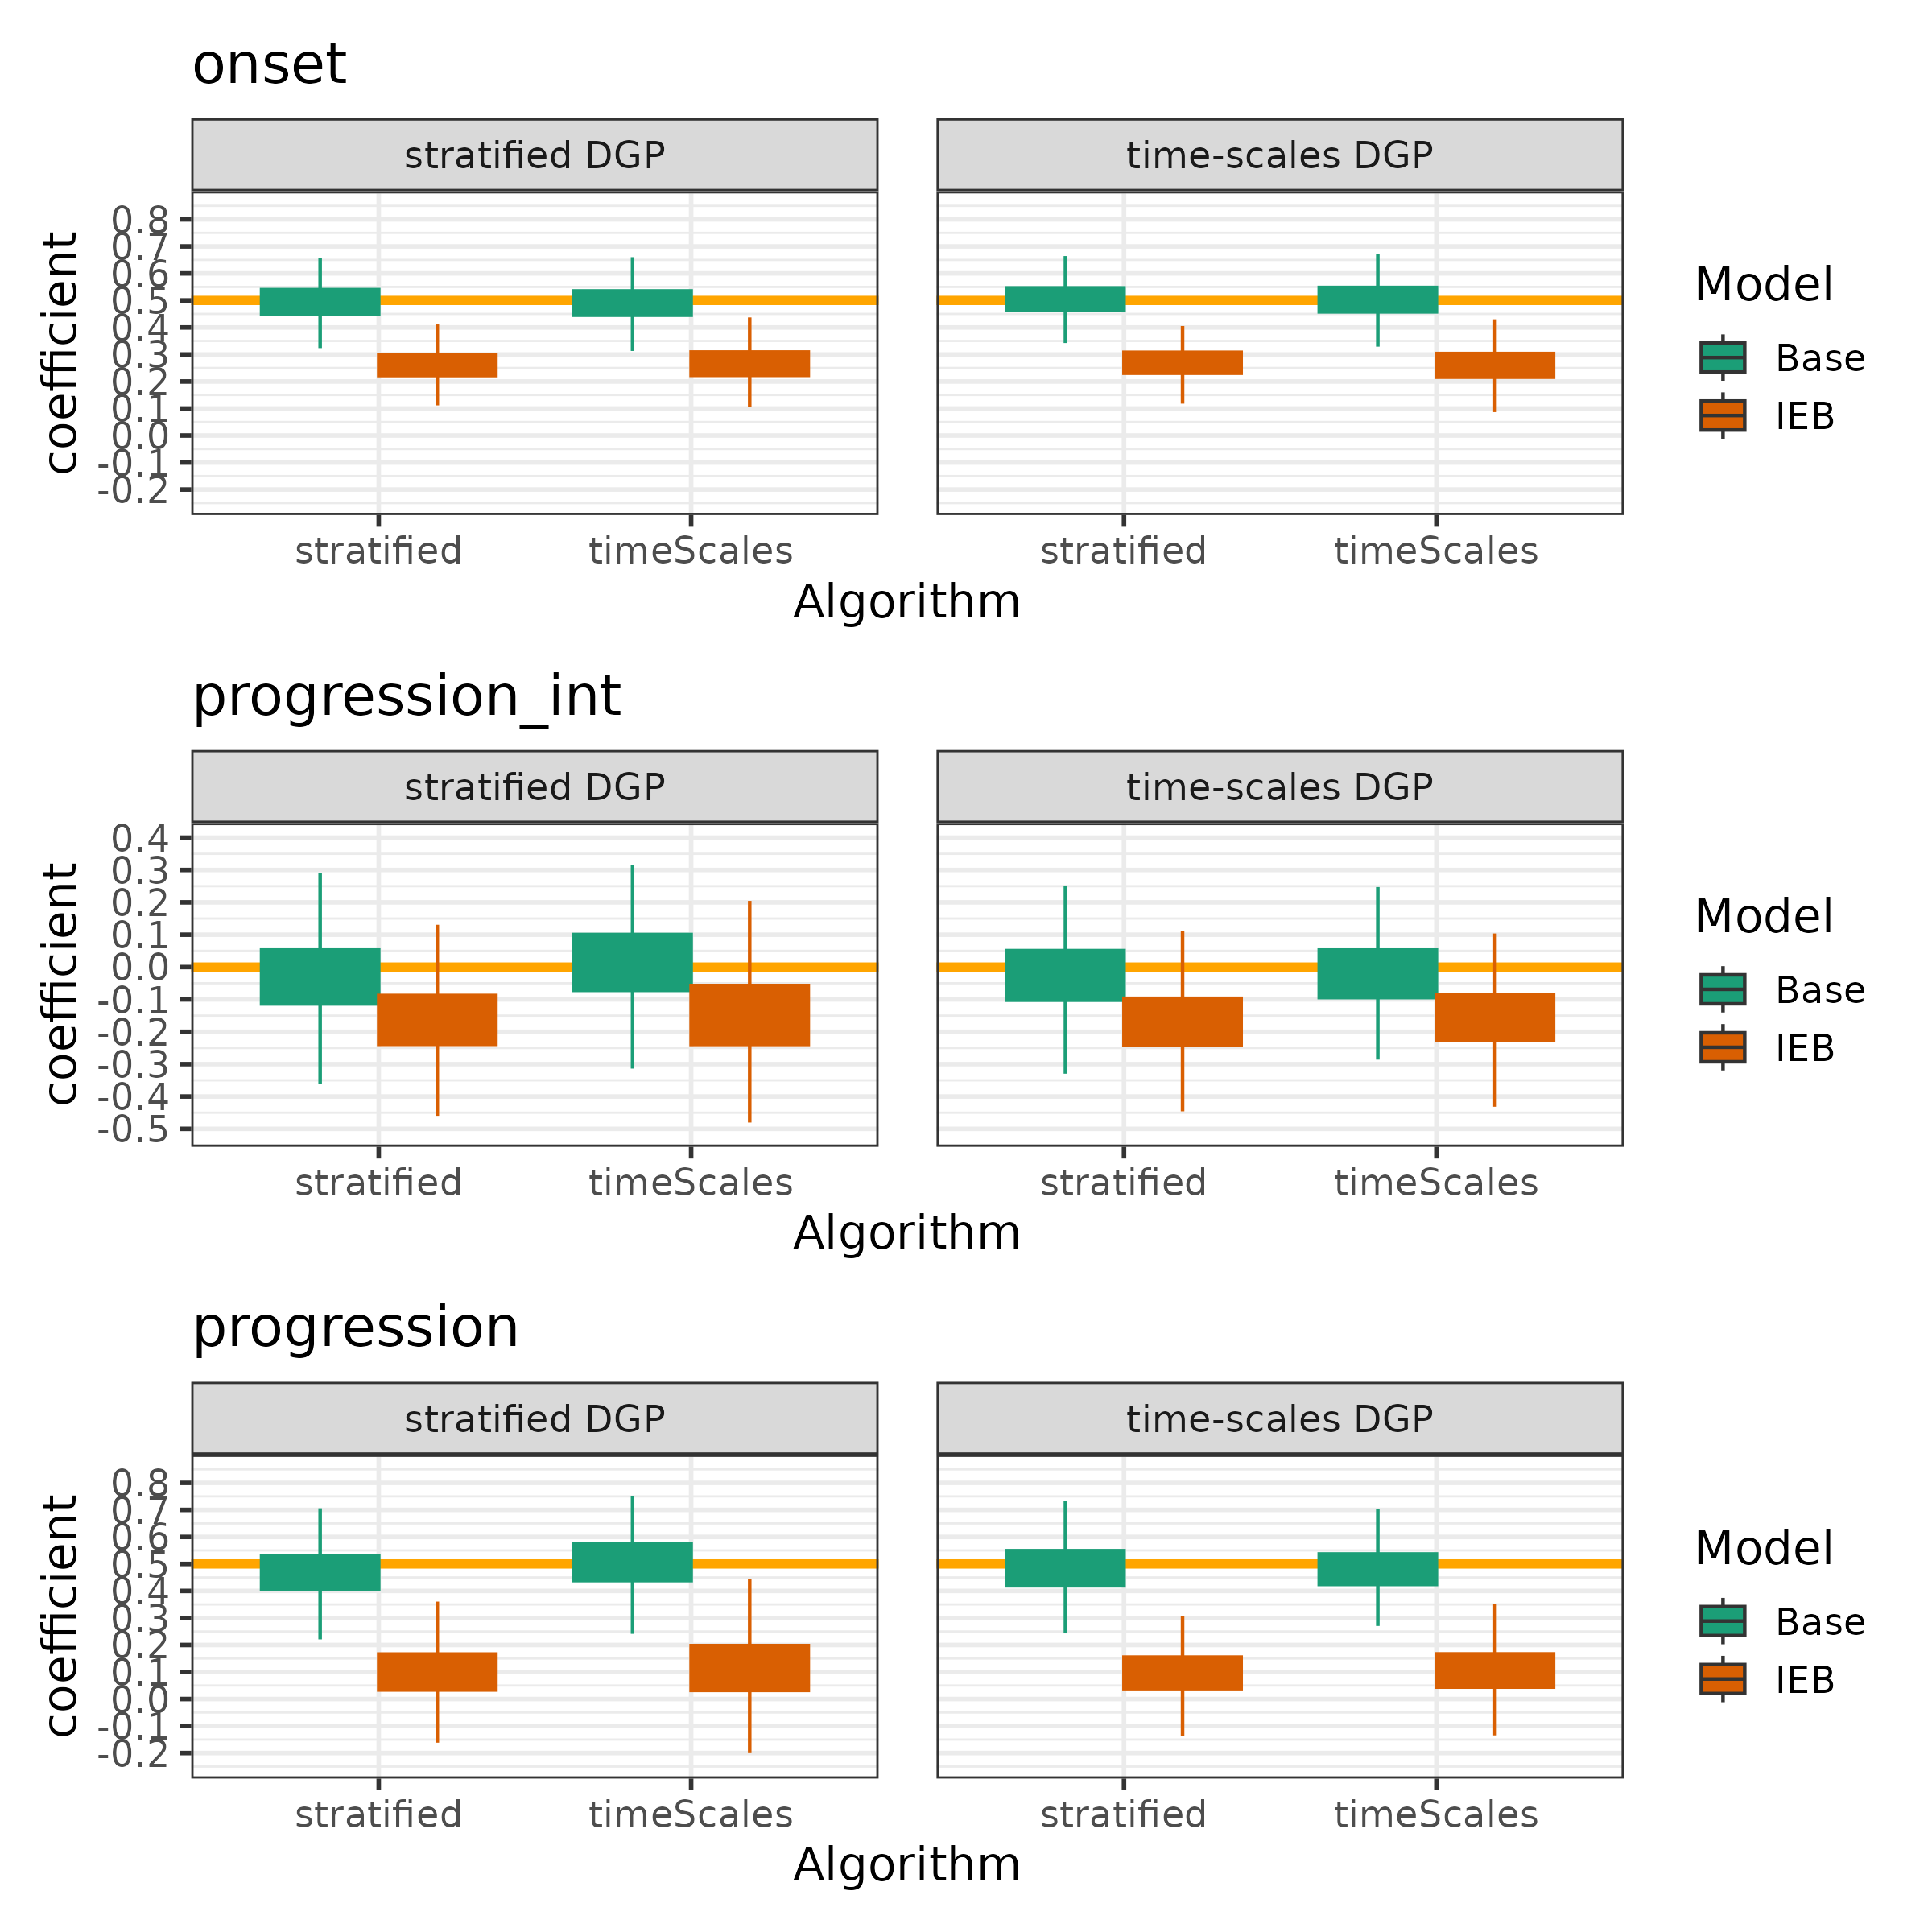 onset
stratified DGP time-scales DGP
coefficient
0.8
0.7
0.6
0.5
0.4
0.3
0.2
0.1
0.0
-0.1
-0.2
stratified timeScales stratified timeScales
Algorithm
Model
Base
IEB
progression_int
stratified DGP time-scales DGP
coefficient
0.4
0.3
0.2
0.1
0.0
-0.1
-0.2
-0.3
-0.4
-0.5
stratified timeScales stratified timeScales
Algorithm
Model
Base
IEB
progression
stratified DGP time-scales DGP
coefficient
0.8
0.7
0.6
0.5
0.4
0.3
0.2
0.1
0.0
-0.1
-0.2
stratified timeScales stratified timeScales
Algorithm
Model
Base
IEB